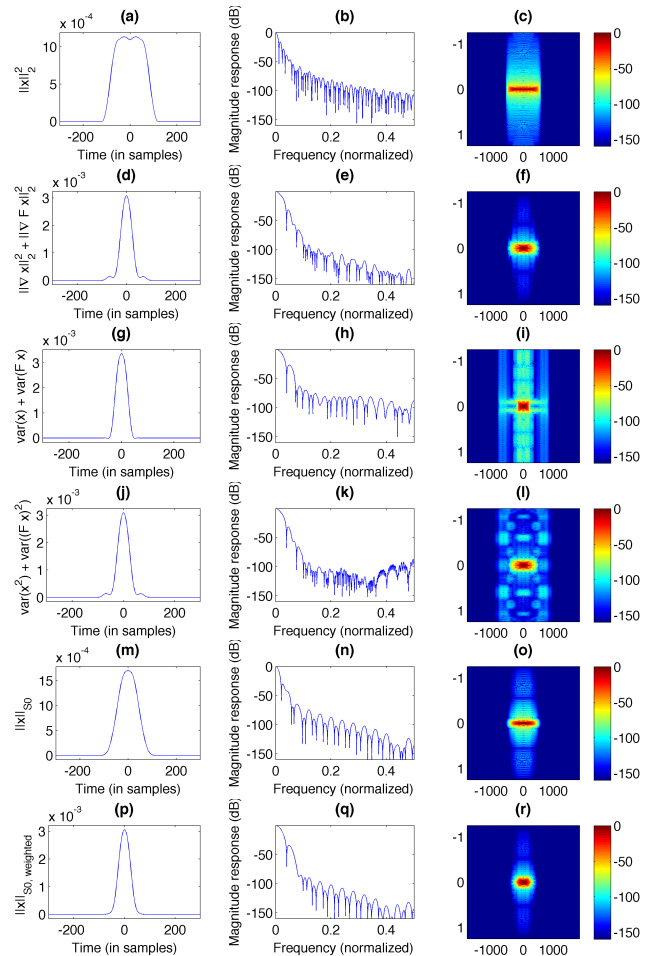 (a) (b) (c)
x 10^-4
||x||_2^2
10
5
0
-200 0 200
Time (in samples)
Magnitude response (dB)
0
-50
-100
-150
0 0.2 0.4
Frequency (normalized)
-1
0
1
-1000 0 1000
0
-50
-100
-150
(d) (e) (f)
x 10^-3
||∇ x||_2^2 + ||∇ F x||_2^2
3
2
1
0
-200 0 200
Time (in samples)
Magnitude response (dB)
0
-50
-100
-150
0 0.2 0.4
Frequency (normalized)
-1
0
1
-1000 0 1000
0
-50
-100
-150
(g) (h) (i)
x 10^-3
var(x) + var(F x)
3
2
1
0
-200 0 200
Time (in samples)
Magnitude response (dB)
0
-50
-100
-150
0 0.2 0.4
Frequency (normalized)
-1
0
1
-1000 0 1000
0
-50
-100
-150
(j) (k) (l)
x 10^-3
var(x^2) + var((F x)^2)
3
2
1
0
-200 0 200
Time (in samples)
Magnitude response (dB)
0
-50
-100
-150
0 0.2 0.4
Frequency (normalized)
-1
0
1
-1000 0 1000
0
-50
-100
-150
(m) (n) (o)
x 10^-4
||x||_S0
15
10
5
0
-200 0 200
Time (in samples)
Magnitude response (dB)
0
-50
-100
-150
0 0.2 0.4
Frequency (normalized)
-1
0
1
-1000 0 1000
0
-50
-100
-150
(p) (q) (r)
x 10^-3
||x||_S0, weighted
3
2
1
0
-200 0 200
Time (in samples)
Magnitude response (dB)
0
-50
-100
-150
0 0.2 0.4
Frequency (normalized)
-1
0
1
-1000 0 1000
0
-50
-100
-150